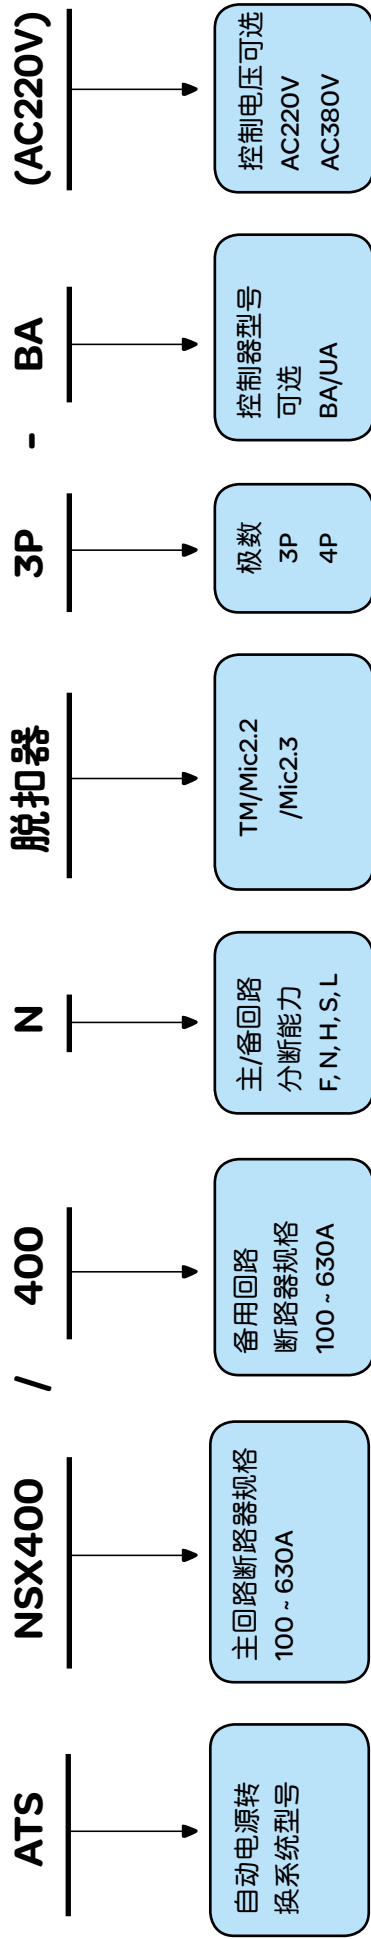 ATS NSX400 / 400 N 脱扣器 3P - BA (AC220V)
自动电源转
换系统型号
主回路断路器规格
100 ~ 630A
备用回路
断路器规格
100 ~ 630A
主/备回路
分断能力
F, N, H, S, L
TM/Mic2.2
/Mic2.3
极数
3P
4P
控制器型号
可选
BA/UA
控制电压可选
AC220V
AC380V